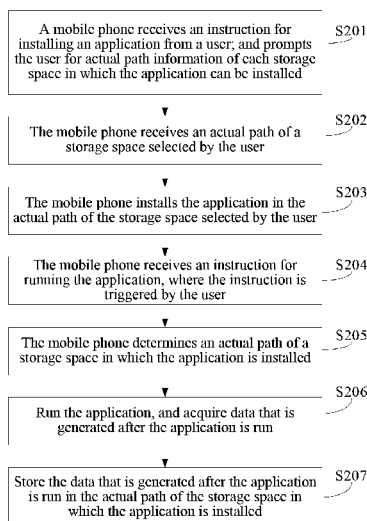 S201
A mobile phone receives an instruction for
installing an application from a user; and prompts
the user for actual path information of each storage
space in which the application can be installed
S202
The mobile phone receives an actual path of a
storage space selected by the user
S203
The mobile phone installs the application in the
actual path of the storage space selected by the user
S204
The mobile phone receives an instruction for
running the application, where the instruction is
triggered by the user
S205
The mobile phone determines an actual path of a
storage space in which the application is installed
S206
Run the application, and acquire data that is
generated after the application is run
S207
Store the data that is generated after the application
is run in the actual path of the storage space in
which the application is installed